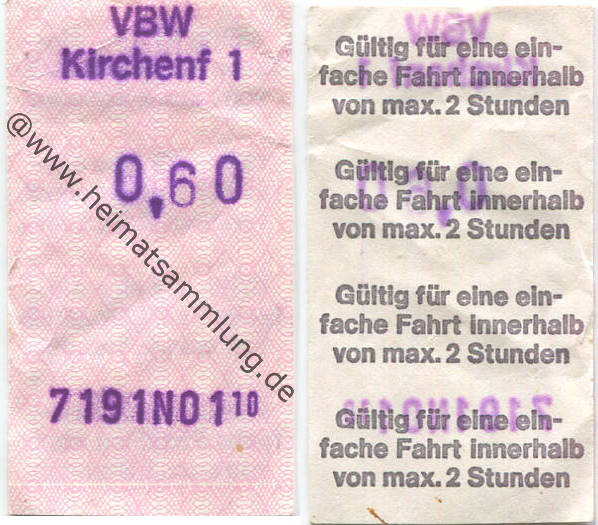 VBW
Kirchenf 1
0,60
7191N01 10
@www.heimatsammlung.de
Gültig für eine ein-
fache Fahrt innerhalb
von max. 2 Stunden
Gültig für eine ein-
fache Fahrt innerhalb
von max. 2 Stunden
Gültig für eine ein-
fache Fahrt innerhalb
von max. 2 Stunden
Gültig für eine ein-
fache Fahrt innerhalb
von max. 2 Stunden